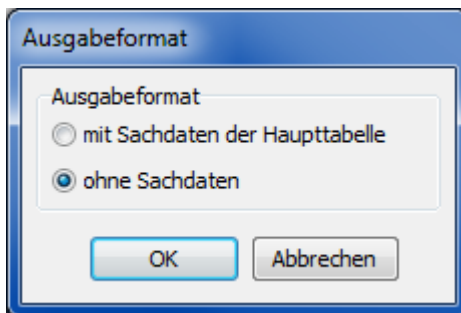 Ausgabeformat
Ausgabeformat
mit Sachdaten der Haupttabelle
ohne Sachdaten
OK Abbrechen